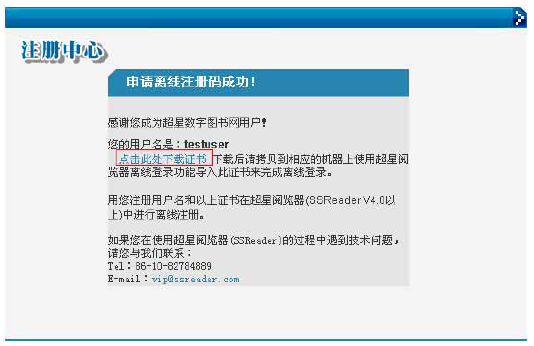 注册中心
申请离线注册码成功！
感谢您成为超星数字图书网用户！
您的用户名是：testuser
点击此处下载证书 下载后请拷贝到相应的机器上使用超星阅
览器离线登录功能导入此证书来完成离线登录。
用您注册用户名和以上证书在超星阅览器(SSReader V4.0以
上)中进行离线注册。
如果您在使用超星阅览器(SSReader)的过程中遇到技术问题，
请您与我们联系：
Tel：86-10-82784889
E-mail：vip@ssreader.com